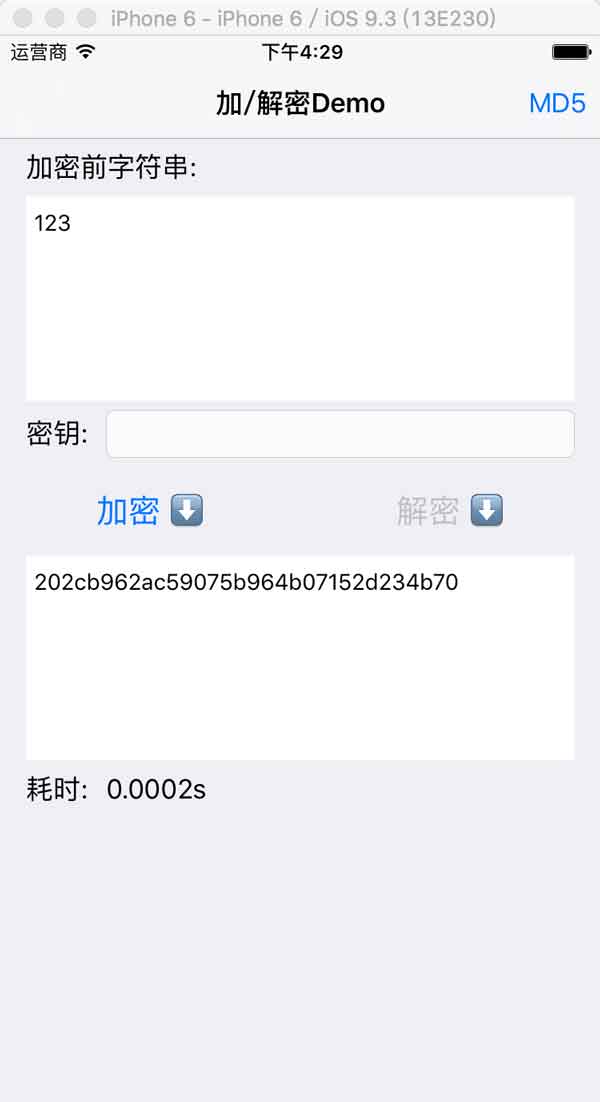 iPhone 6 - iPhone 6 / iOS 9.3 (13E230)
运营商 下午4:29
加/解密Demo MD5
加密前字符串:
123
密钥:
加密 ⬇️ 解密 ⬇️
202cb962ac59075b964b07152d234b70
耗时: 0.0002s